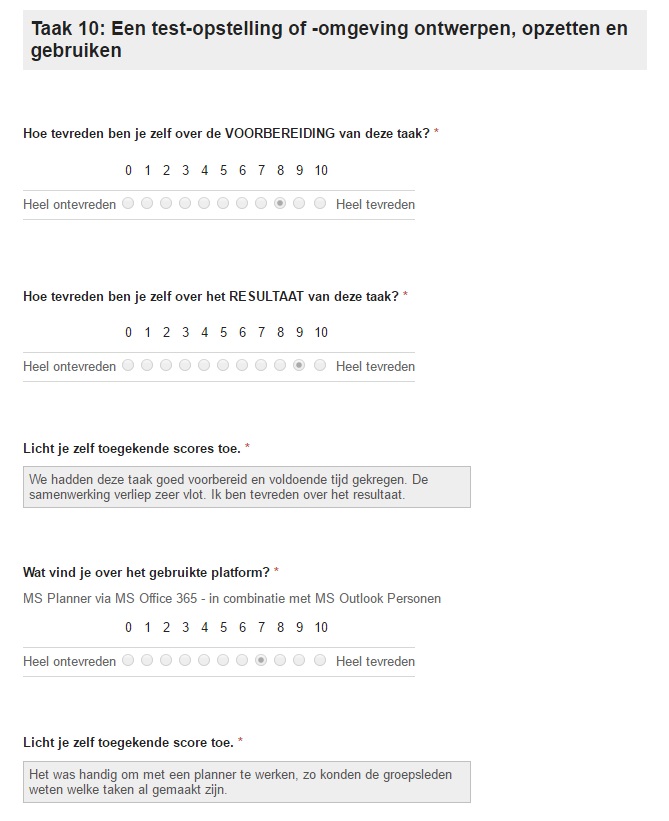 Taak 10: Een test-opstelling of -omgeving ontwerpen, opzetten en
gebruiken
Hoe tevreden ben je zelf over de VOORBEREIDING van deze taak? *
0 1 2 3 4 5 6 7 8 9 10
Heel ontevreden Heel tevreden
Hoe tevreden ben je zelf over het RESULTAAT van deze taak? *
0 1 2 3 4 5 6 7 8 9 10
Heel ontevreden Heel tevreden
Licht je zelf toegekende scores toe. *
We hadden deze taak goed voorbereid en voldoende tijd gekregen. De
samenwerking verliep zeer vlot. Ik ben tevreden over het resultaat.
Wat vind je over het gebruikte platform? *
MS Planner via MS Office 365 - in combinatie met MS Outlook Personen
0 1 2 3 4 5 6 7 8 9 10
Heel ontevreden Heel tevreden
Licht je zelf toegekende score toe. *
Het was handig om met een planner te werken, zo konden de groepsleden
weten welke taken al gemaakt zijn.